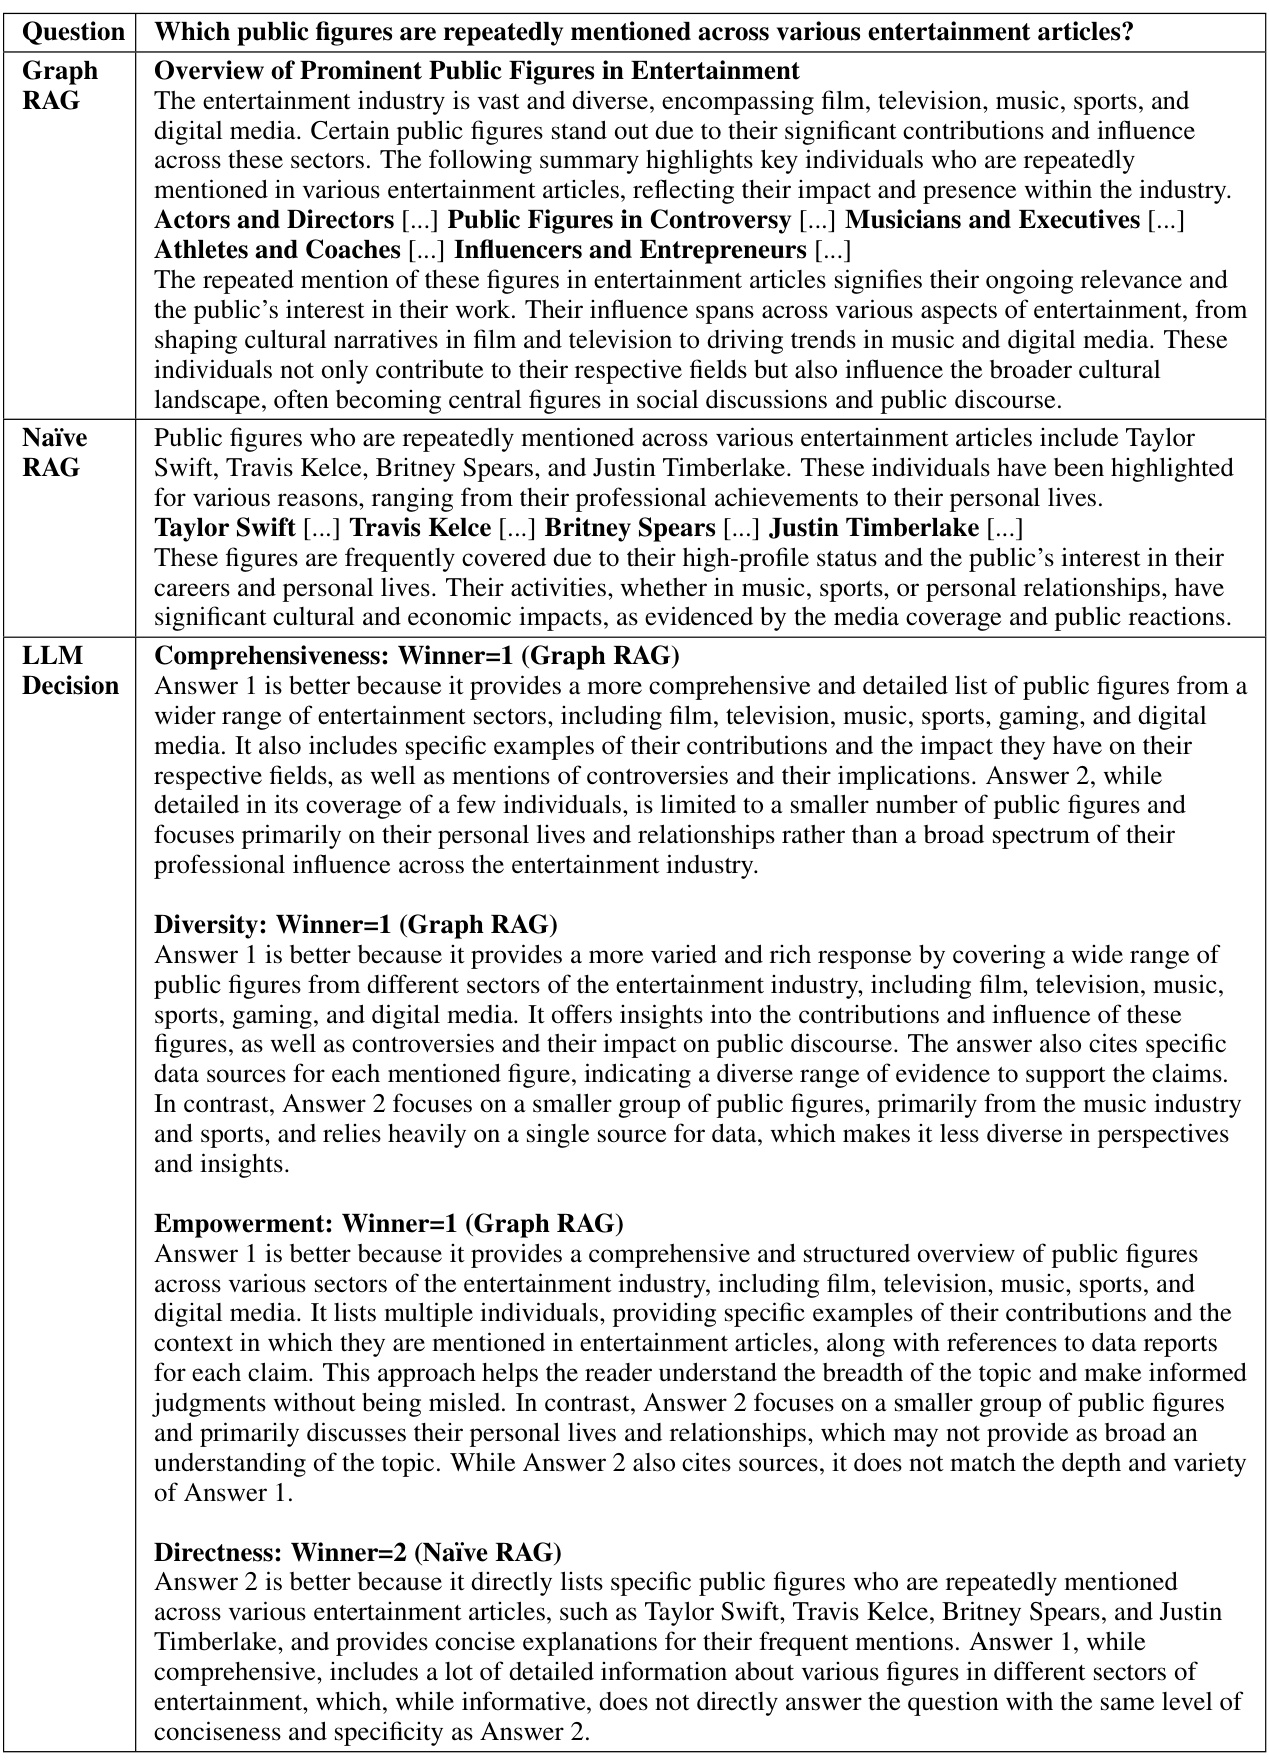 Question Which public figures are repeatedly mentioned across various entertainment articles?
Graph RAG
Overview of Prominent Public Figures in Entertainment
The entertainment industry is vast and diverse, encompassing film, television, music, sports, and
digital media. Certain public figures stand out due to their significant contributions and influence
across these sectors. The following summary highlights key individuals who are repeatedly
mentioned in various entertainment articles, reflecting their impact and presence within the industry.
Actors and Directors [...] Public Figures in Controversy [...] Musicians and Executives [...]
Athletes and Coaches [...] Influencers and Entrepreneurs [...]
The repeated mention of these figures in entertainment articles signifies their ongoing relevance and
the public's interest in their work. Their influence spans across various aspects of entertainment, from
shaping cultural narratives in film and television to driving trends in music and digital media. These
individuals not only contribute to their respective fields but also influence the broader cultural
landscape, often becoming central figures in social discussions and public discourse.
Naïve RAG
Public figures who are repeatedly mentioned across various entertainment articles include Taylor
Swift, Travis Kelce, Britney Spears, and Justin Timberlake. These individuals have been highlighted
for various reasons, ranging from their professional achievements to their personal lives.
Taylor Swift [...] Travis Kelce [...] Britney Spears [...] Justin Timberlake [...]
These figures are frequently covered due to their high-profile status and the public's interest in their
careers and personal lives. Their activities, whether in music, sports, or personal relationships, have
significant cultural and economic impacts, as evidenced by the media coverage and public reactions.
LLM Decision
Comprehensiveness: Winner=1 (Graph RAG)
Answer 1 is better because it provides a more comprehensive and detailed list of public figures from a
wider range of entertainment sectors, including film, television, music, sports, gaming, and digital
media. It also includes specific examples of their contributions and the impact they have on their
respective fields, as well as mentions of controversies and their implications. Answer 2, while
detailed in its coverage of a few individuals, is limited to a smaller number of public figures and
focuses primarily on their personal lives and relationships rather than a broad spectrum of their
professional influence across the entertainment industry.
Diversity: Winner=1 (Graph RAG)
Answer 1 is better because it provides a more varied and rich response by covering a wide range of
public figures from different sectors of the entertainment industry, including film, television, music,
sports, gaming, and digital media. It offers insights into the contributions and influence of these
figures, as well as controversies and their impact on public discourse. The answer also cites specific
data sources for each mentioned figure, indicating a diverse range of evidence to support the claims.
In contrast, Answer 2 focuses on a smaller group of public figures, primarily from the music industry
and sports, and relies heavily on a single source for data, which makes it less diverse in perspectives
and insights.
Empowerment: Winner=1 (Graph RAG)
Answer 1 is better because it provides a comprehensive and structured overview of public figures
across various sectors of the entertainment industry, including film, television, music, sports, and
digital media. It lists multiple individuals, providing specific examples of their contributions and the
context in which they are mentioned in entertainment articles, along with references to data reports
for each claim. This approach helps the reader understand the breadth of the topic and make informed
judgments without being misled. In contrast, Answer 2 focuses on a smaller group of public figures
and primarily discusses their personal lives and relationships, which may not provide as broad an
understanding of the topic. While Answer 2 also cites sources, it does not match the depth and variety
of Answer 1.
Directness: Winner=2 (Naïve RAG)
Answer 2 is better because it directly lists specific public figures who are repeatedly mentioned
across various entertainment articles, such as Taylor Swift, Travis Kelce, Britney Spears, and Justin
Timberlake, and provides concise explanations for their frequent mentions. Answer 1, while
comprehensive, includes a lot of detailed information about various figures in different sectors of
entertainment, which, while informative, does not directly answer the question with the same level of
conciseness and specificity as Answer 2.